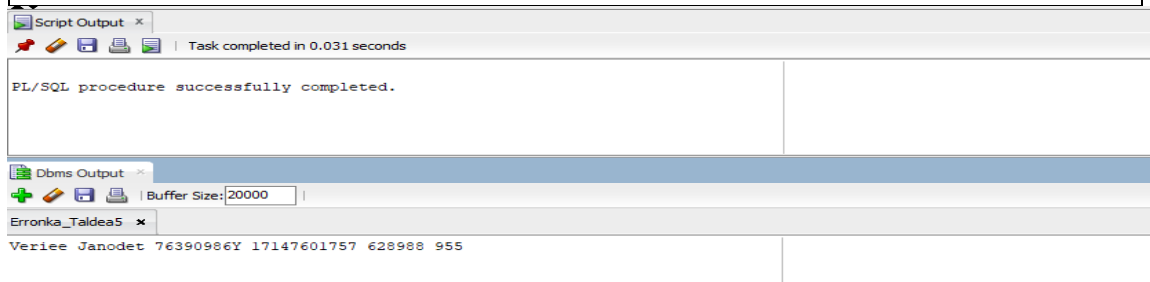 Script Output ×
Task completed in 0.031 seconds
PL/SQL procedure successfully completed.
Dbms Output ×
Buffer Size: 20000
Erronka_Taldea5 ×
Veriee Janodet 76390986Y 17147601757 628988 955